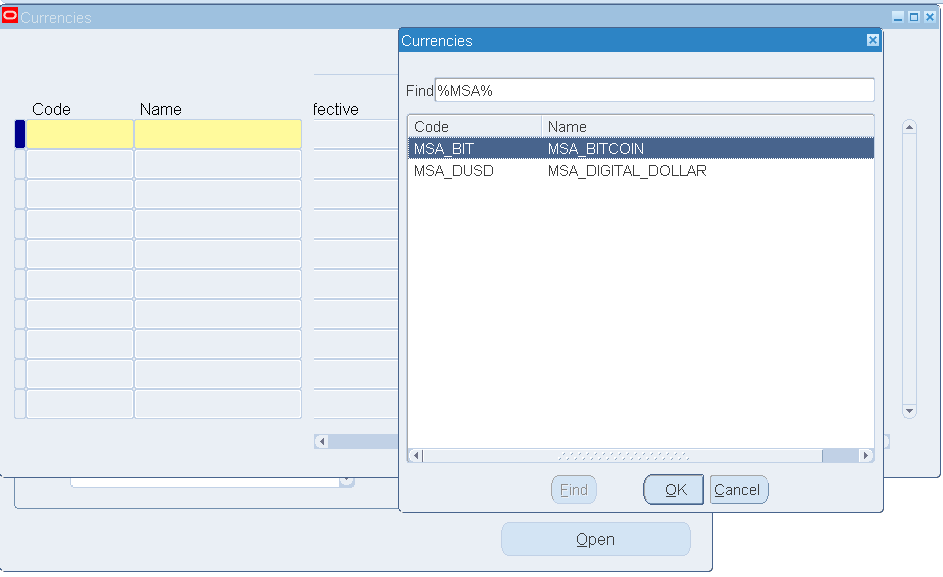 Currencies
Code Name fective
Currencies
Find %MSA%
Code Name
MSA_BIT MSA_BITCOIN
MSA_DUSD MSA_DIGITAL_DOLLAR
Find OK Cancel
Open